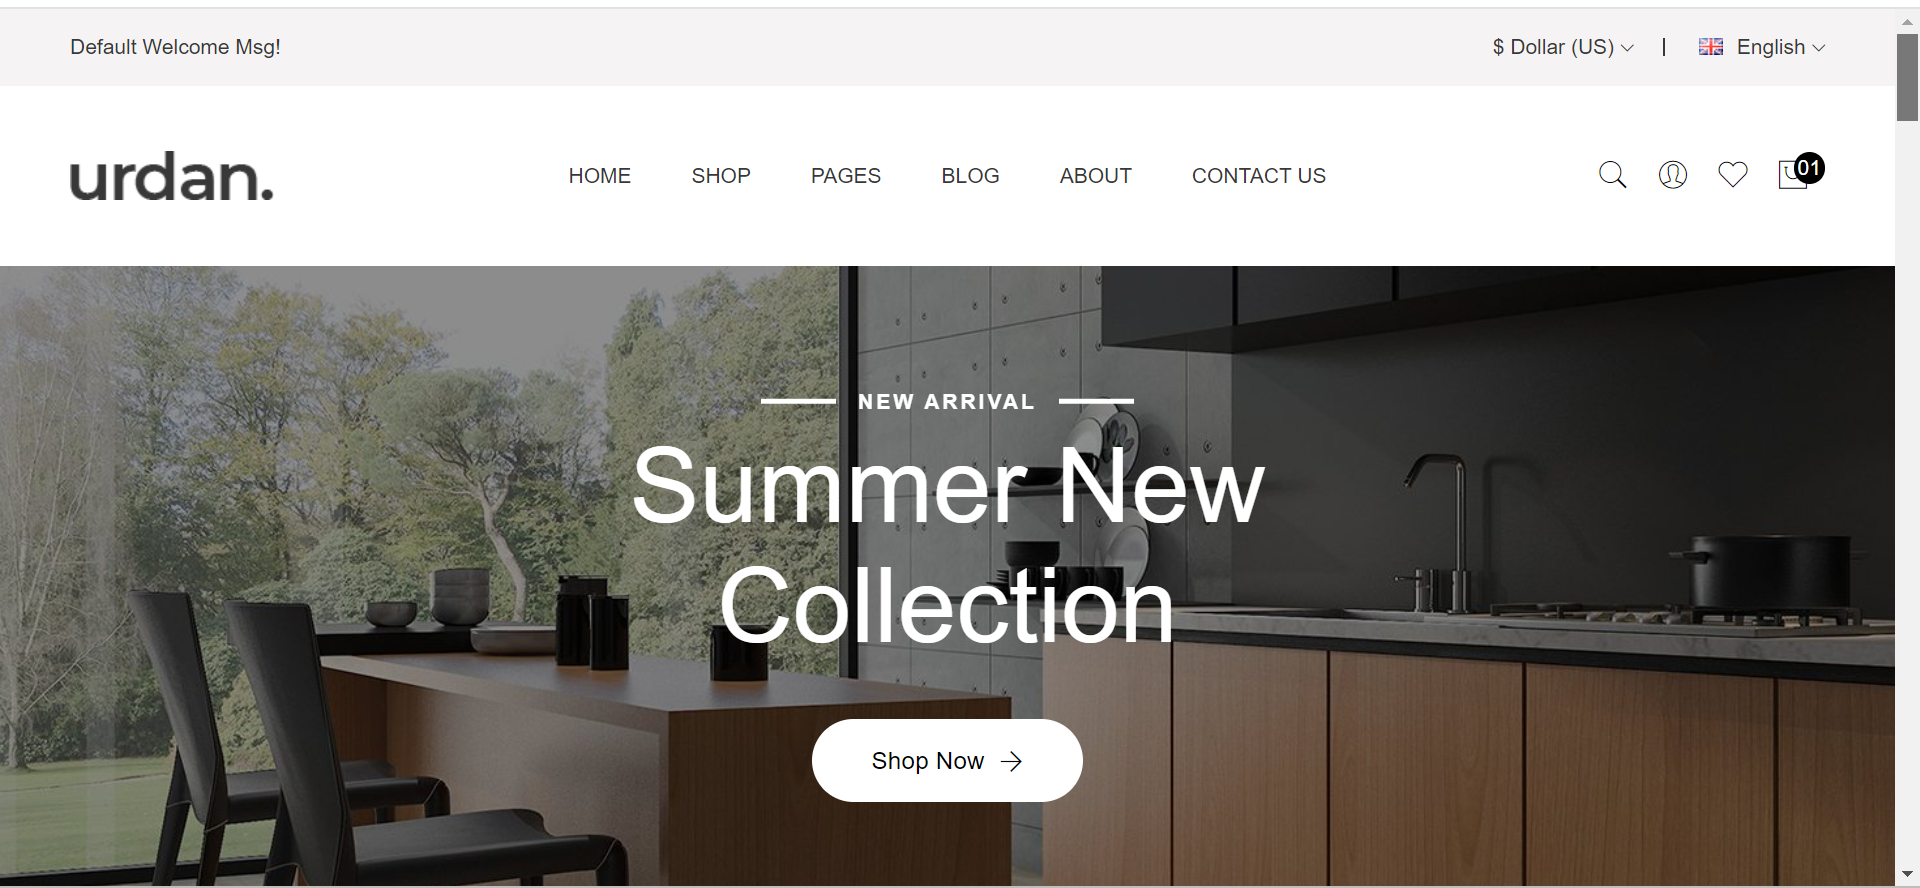 Default Welcome Msg!
$ Dollar (US) | English
urdan.
HOME SHOP PAGES BLOG ABOUT CONTACT US
01
NEW ARRIVAL
Summer New
Collection
Shop Now